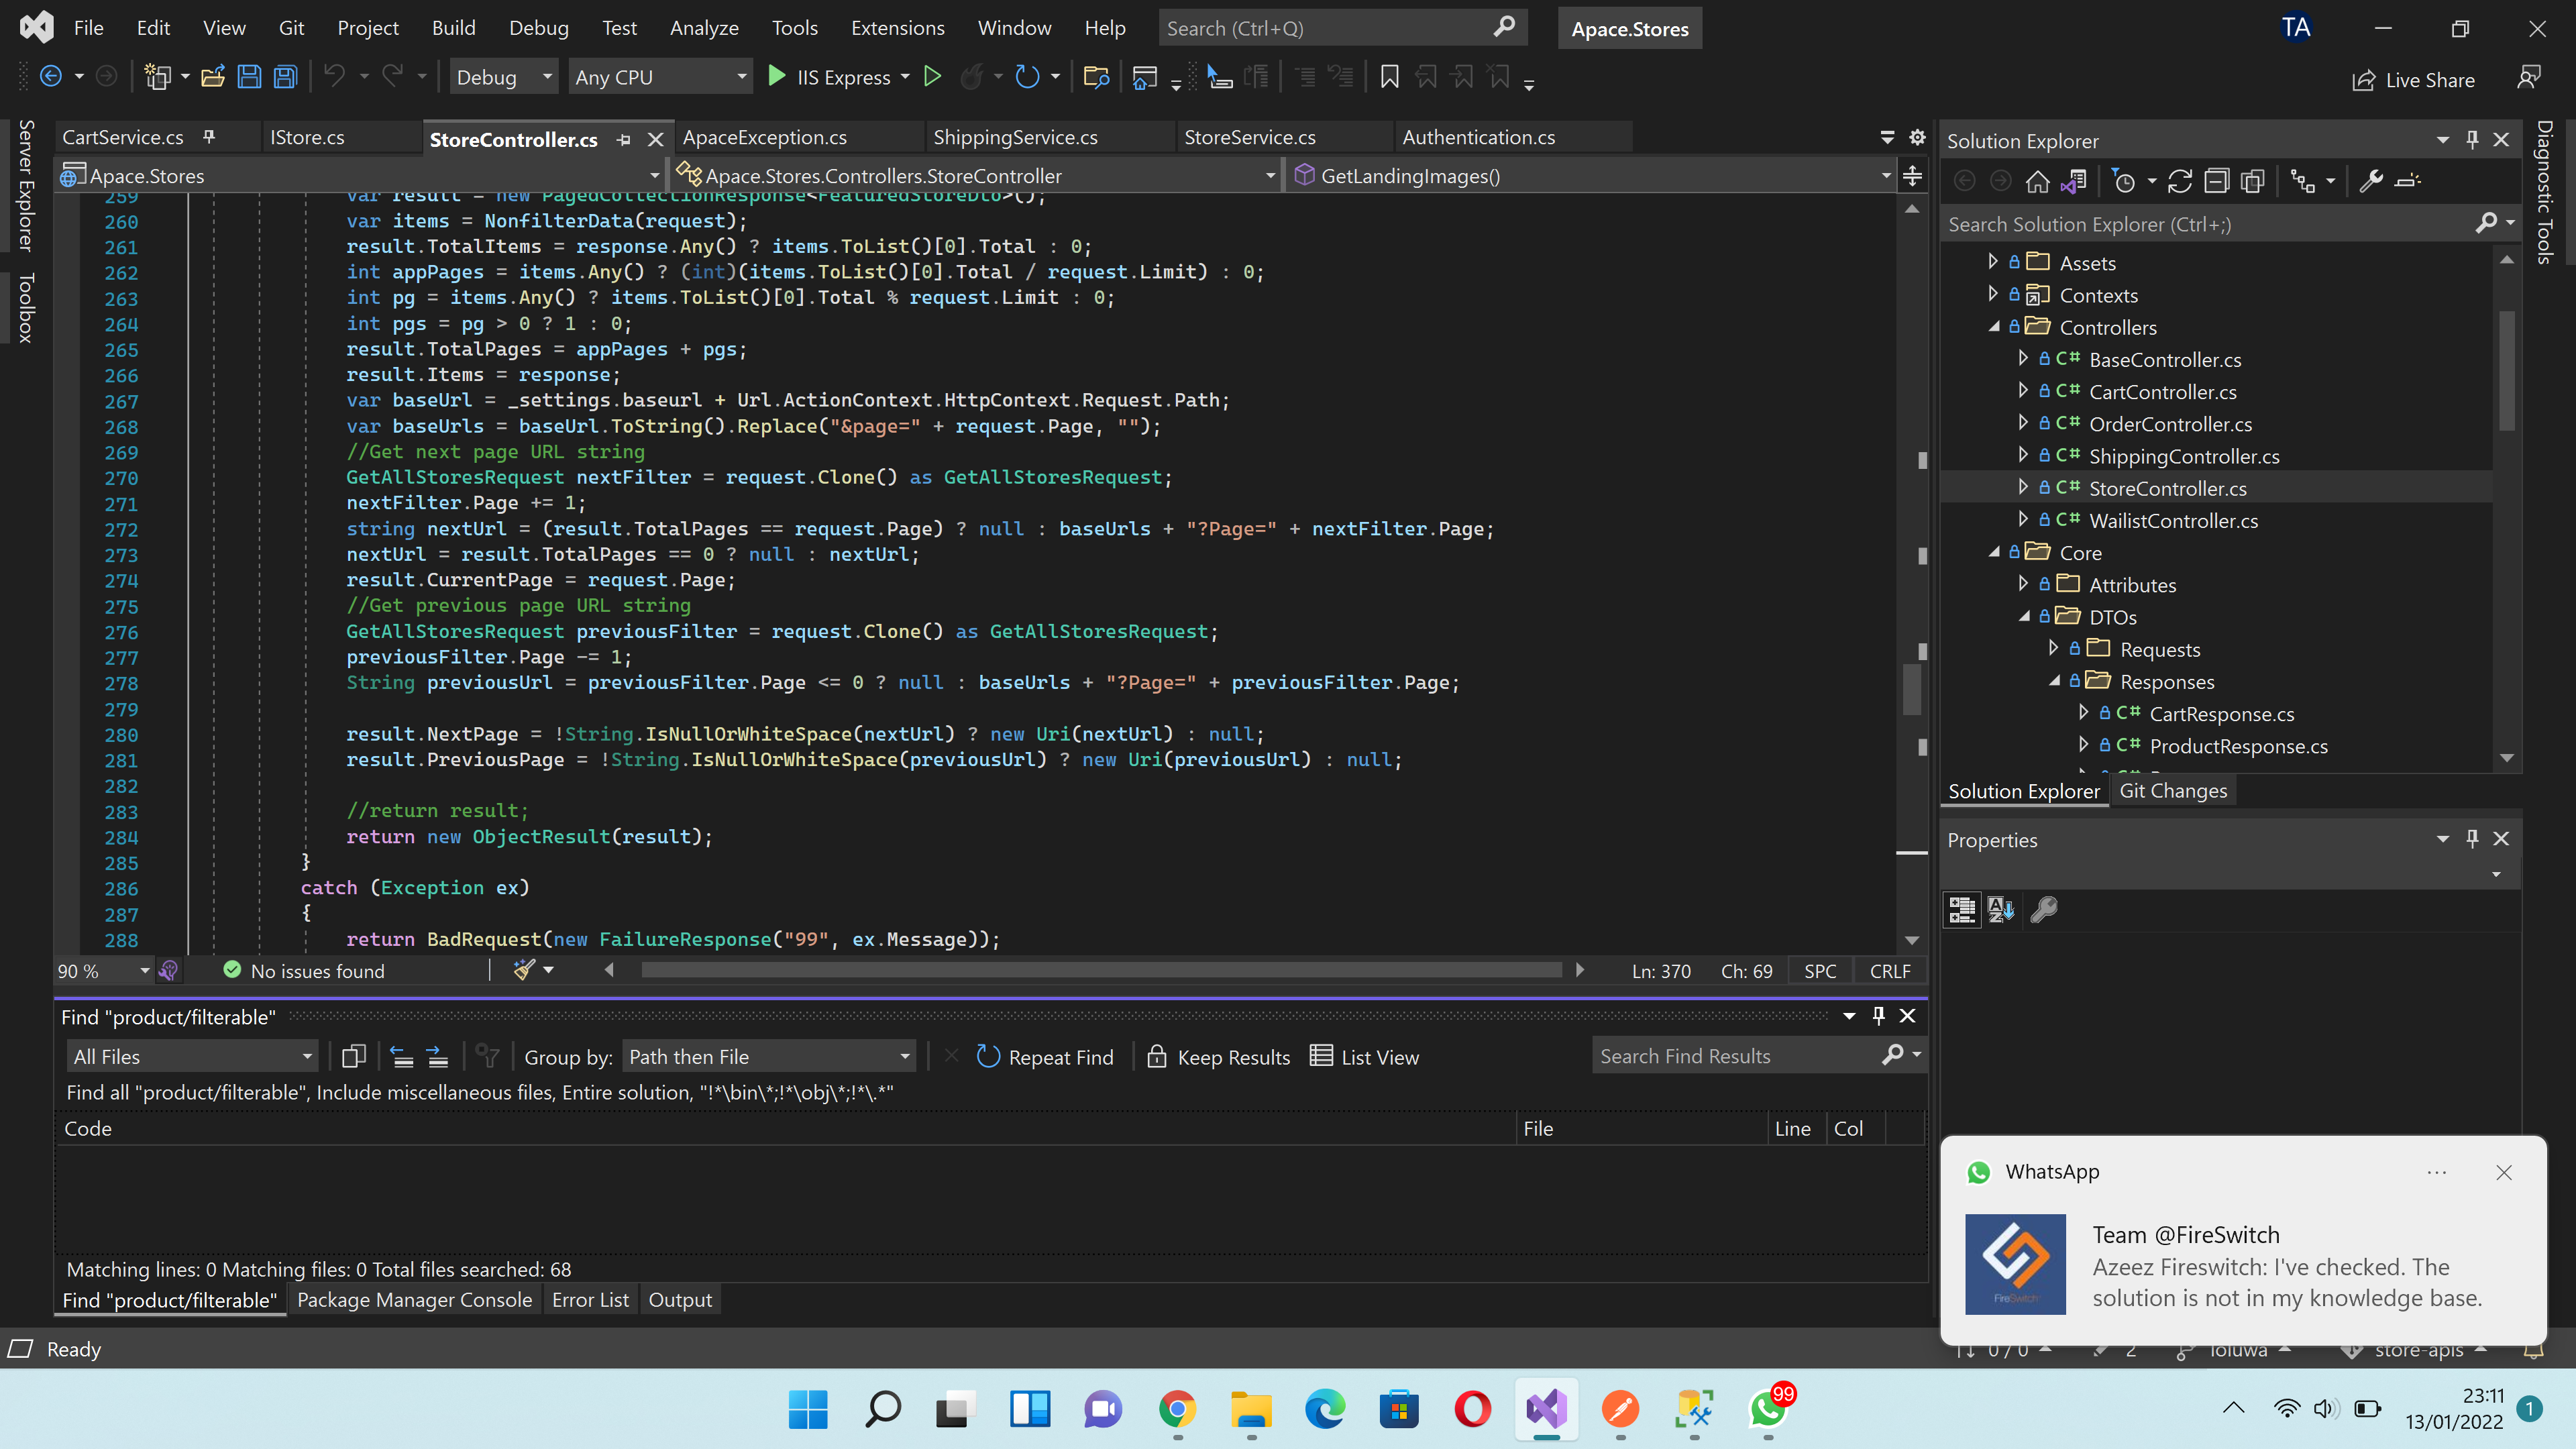 File Edit View Git Project Build Debug Test Analyze Tools Extensions Window Help Search (Ctrl+Q) Apace.Stores TA
Debug Any CPU IIS Express Live Share
Server Explorer
Toolbox
CartService.cs IStore.cs StoreController.cs ApaceException.cs ShippingService.cs StoreService.cs Authentication.cs
Apace.Stores Apace.Stores.Controllers.StoreController GetLandingImages()
259 var result = new PagedCollectionResponse<FeaturedStoreDto>();
260 var items = NonfilterData(request);
261 result.TotalItems = response.Any() ? items.ToList()[0].Total : 0;
262 int appPages = items.Any() ? (int)(items.ToList()[0].Total / request.Limit) : 0;
263 int pg = items.Any() ? items.ToList()[0].Total % request.Limit : 0;
264 int pgs = pg > 0 ? 1 : 0;
265 result.TotalPages = appPages + pgs;
266 result.Items = response;
267 var baseUrl = _settings.baseurl + Url.ActionContext.HttpContext.Request.Path;
268 var baseUrls = baseUrl.ToString().Replace("&page=" + request.Page, "");
269 //Get next page URL string
270 GetAllStoresRequest nextFilter = request.Clone() as GetAllStoresRequest;
271 nextFilter.Page += 1;
272 string nextUrl = (result.TotalPages == request.Page) ? null : baseUrls + "?Page=" + nextFilter.Page;
273 nextUrl = result.TotalPages == 0 ? null : nextUrl;
274 result.CurrentPage = request.Page;
275 //Get previous page URL string
276 GetAllStoresRequest previousFilter = request.Clone() as GetAllStoresRequest;
277 previousFilter.Page -= 1;
278 String previousUrl = previousFilter.Page <= 0 ? null : baseUrls + "?Page=" + previousFilter.Page;
279
280 result.NextPage = !String.IsNullOrWhiteSpace(nextUrl) ? new Uri(nextUrl) : null;
281 result.PreviousPage = !String.IsNullOrWhiteSpace(previousUrl) ? new Uri(previousUrl) : null;
282
283 //return result;
284 return new ObjectResult(result);
285 }
286 catch (Exception ex)
287 {
288 return BadRequest(new FailureResponse("99", ex.Message));
90 % No issues found Ln: 370 Ch: 69 SPC CRLF
Find "product/filterable"
All Files Group by: Path then File Repeat Find Keep Results List View Search Find Results
Find all "product/filterable", Include miscellaneous files, Entire solution, "!*\bin\*;!*\obj\*;!*\.*"
Code File Line Col
Matching lines: 0 Matching files: 0 Total files searched: 68
Find "product/filterable" Package Manager Console Error List Output
Solution Explorer
Search Solution Explorer (Ctrl+;)
Assets
Contexts
Controllers
C# BaseController.cs
C# CartController.cs
C# OrderController.cs
C# ShippingController.cs
C# StoreController.cs
C# WailistController.cs
Core
Attributes
DTOs
Requests
Responses
C# CartResponse.cs
C# ProductResponse.cs
Solution Explorer Git Changes
Properties
Diagnostic Tools
WhatsApp
Team @FireSwitch
Azeez Fireswitch: I've checked. The
solution is not in my knowledge base.
FireSwitch
Ready 0 / 0 2 toluwa store-apis
99
23:11
13/01/2022
1